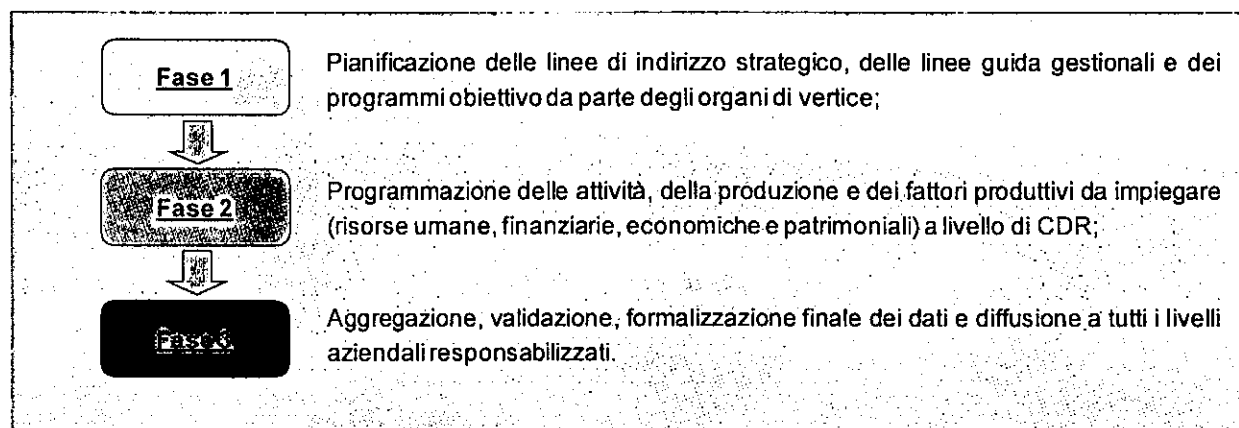 Fase 1
Pianificazione delle linee di indirizzo strategico, delle linee guida gestionali e dei
programmi obiettivo da parte degli organi di vertice;
Fase 2
Programmazione delle attività, della produzione e dei fattori produttivi da impiegare
(risorse umane, finanziarie, economiche e patrimoniali) a livello di CDR;
Fase 3
Aggregazione, validazione, formalizzazione finale dei dati e diffusione a tutti i livelli
aziendali responsabilizzati.